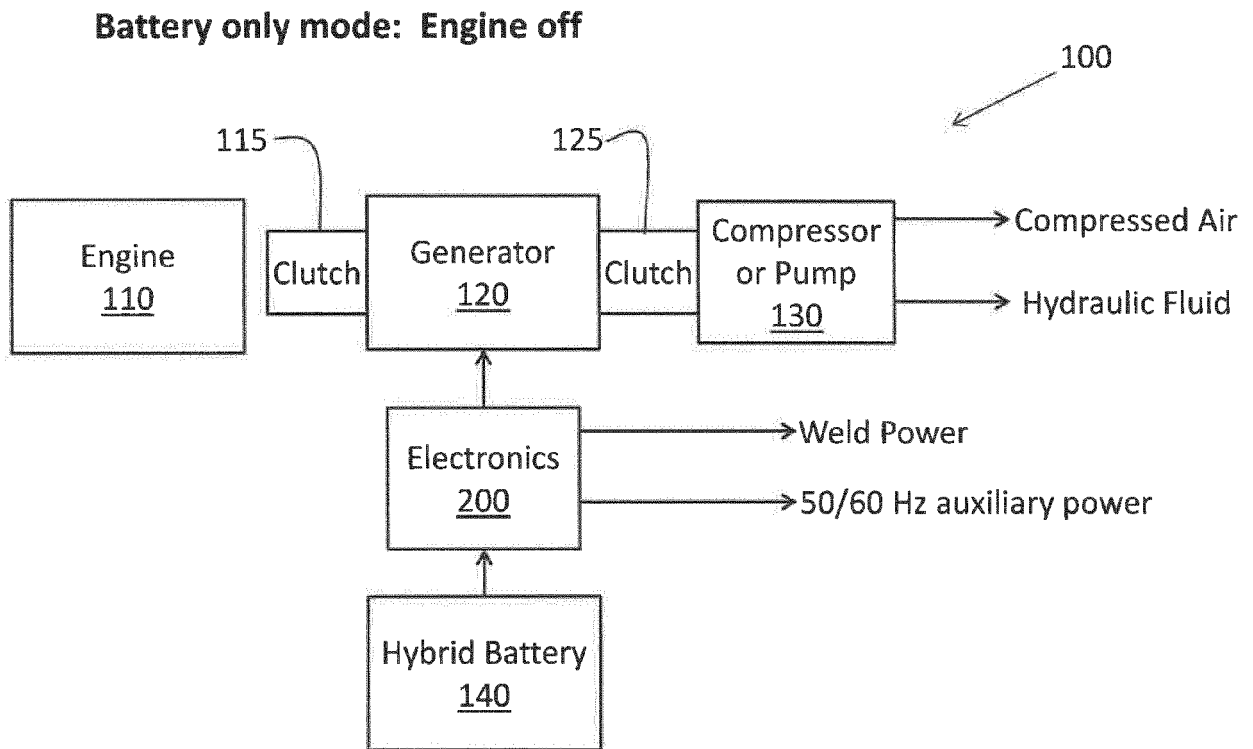 Battery only mode: Engine off
100
115
125
Engine
110
Clutch
Generator
120
Clutch
Compressor
or Pump
130
Compressed Air
Hydraulic Fluid
Electronics
200
Weld Power
50/60 Hz auxiliary power
Hybrid Battery
140